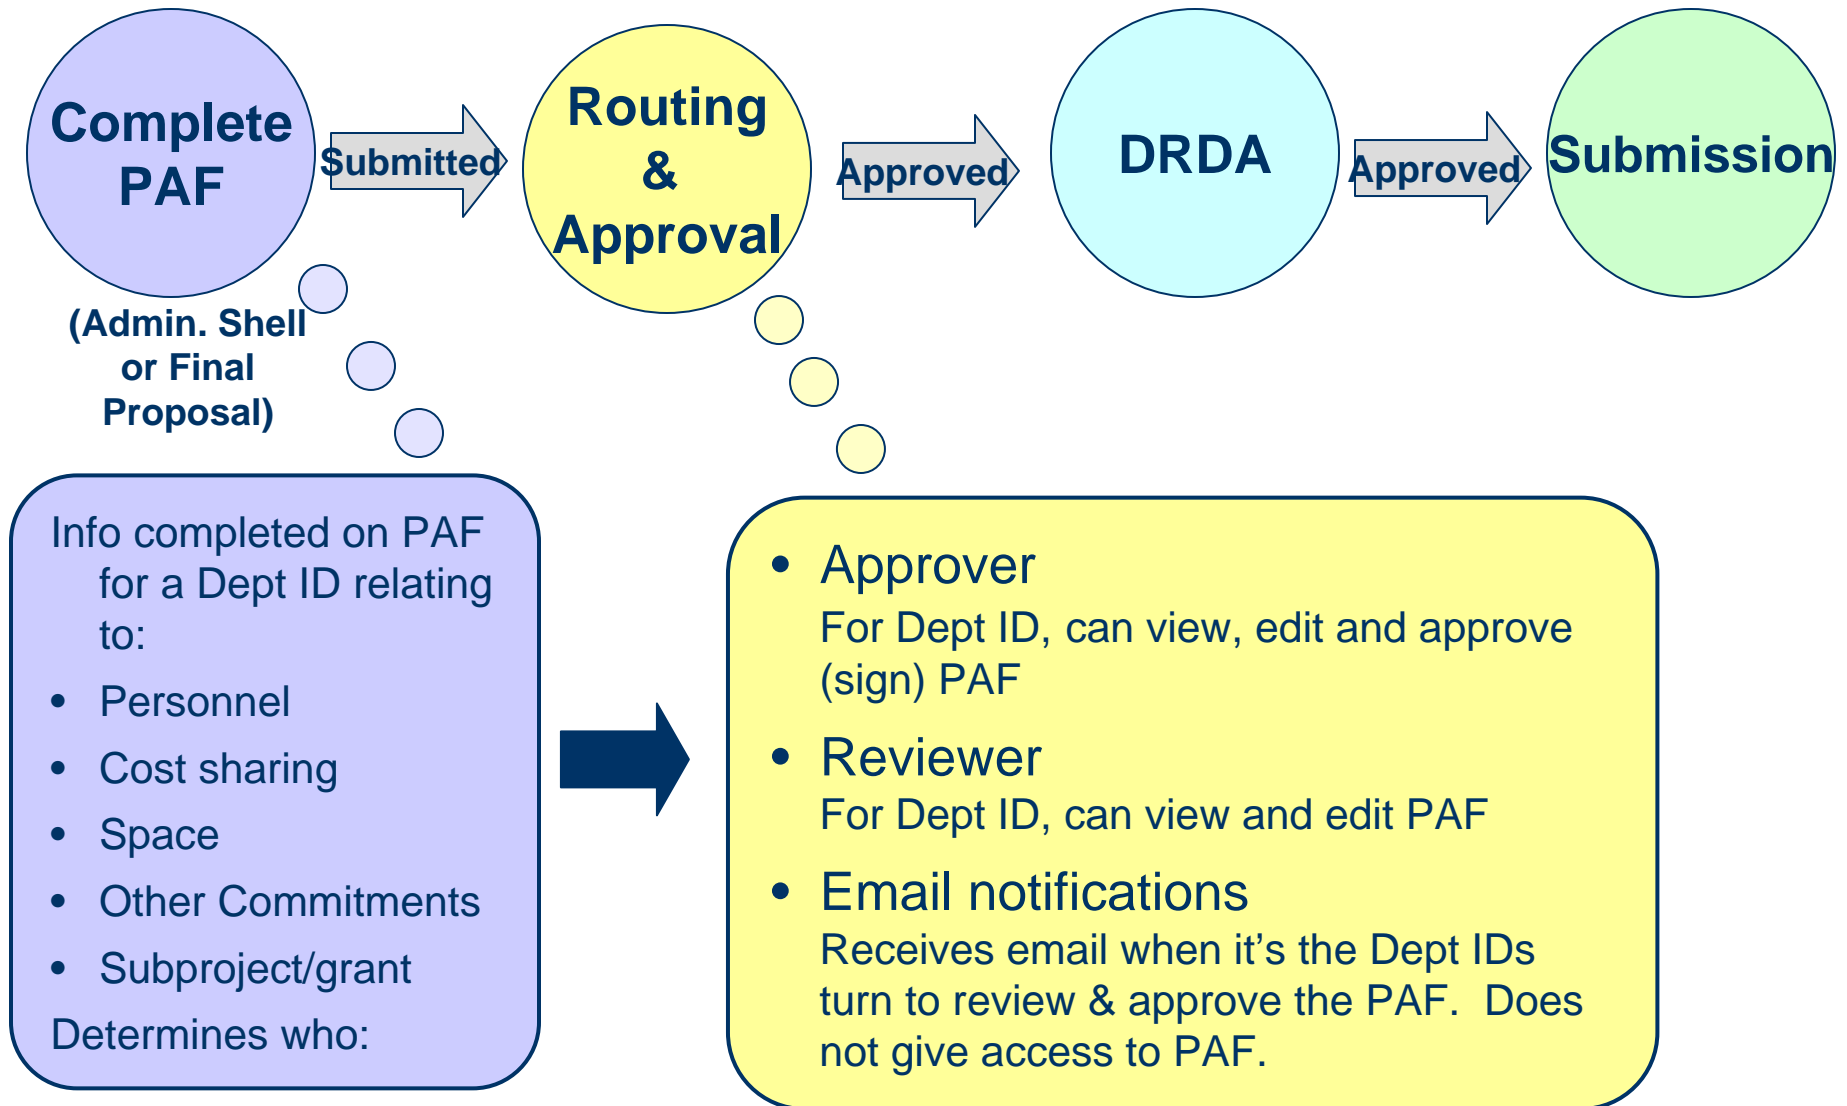 Complete
PAF
Submitted
Routing
&
Approval
Approved
DRDA
Approved
Submission
(Admin. Shell
or Final
Proposal)
Info completed on PAF
for a Dept ID relating
to:
• Personnel
• Cost sharing
• Space
• Other Commitments
• Subproject/grant
Determines who:
• Approver
For Dept ID, can view, edit and approve
(sign) PAF
• Reviewer
For Dept ID, can view and edit PAF
• Email notifications
Receives email when it’s the Dept IDs
turn to review & approve the PAF.  Does
not give access to PAF.